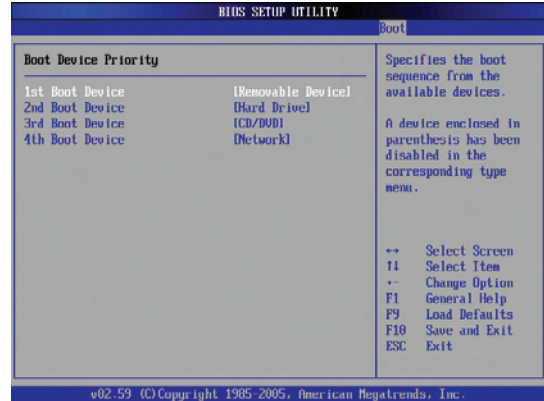 BIOS SETUP UTILITY
Boot
Boot Device Priority
1st Boot Device [Removable Device]
2nd Boot Device [Hard Drive]
3rd Boot Device [CD/DVD]
4th Boot Device [Network]
Specifies the boot
sequence from the
available devices.
A device enclosed in
parenthesis has been
disabled in the
corresponding type
menu.
↔ Select Screen
↑↓ Select Item
+- Change Option
F1 General Help
F9 Load Defaults
F10 Save and Exit
ESC Exit
v02.59 (C)Copyright 1985-2005, American Megatrends, Inc.